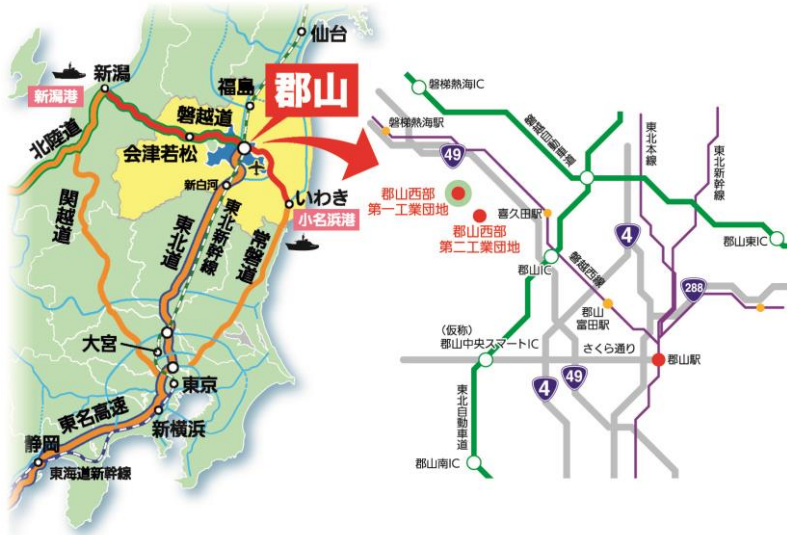 仙台
新潟
新潟港
福島
郡山
磐越道
北陸道
会津若松
新白河
いわき
小名浜港
関越道
東北道
東北新幹線
常磐道
大宮
東京
東名高速
新横浜
静岡
東海道新幹線
磐梯熱海IC
磐梯熱海駅
49
磐越自動車道
東北本線
東北新幹線
郡山西部
第一工業団地
郡山西部
第二工業団地
喜久田駅
4
郡山東IC
郡山IC
磐越西線
288
郡山
富田駅
(仮称)
郡山中央スマートIC
さくら通り
郡山駅
4
49
東北自動車道
郡山南IC